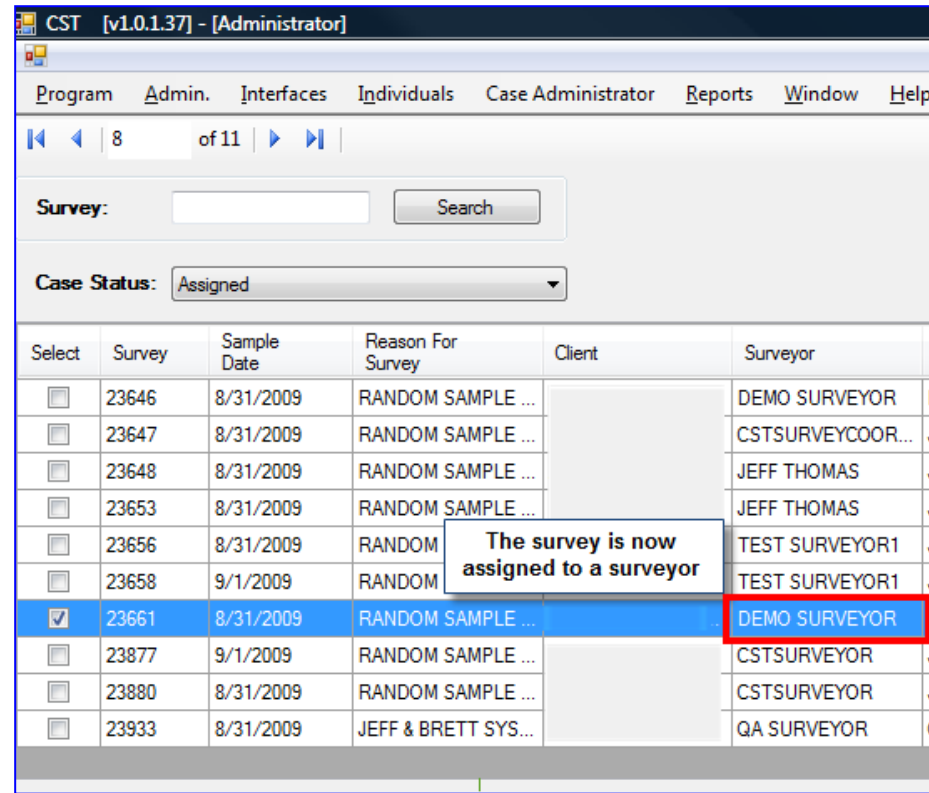 CST [v1.0.1.37] - [Administrator]
Program Admin. Interfaces Individuals Case Administrator Reports Window Help
8 of 11
Survey: Search
Case Status: Assigned
Select Survey Sample Date Reason For Survey Client Surveyor
23646 8/31/2009 RANDOM SAMPLE ... DEMO SURVEYOR
23647 8/31/2009 RANDOM SAMPLE ... CSTSURVEYCOOR...
23648 8/31/2009 RANDOM SAMPLE ... JEFF THOMAS
23653 8/31/2009 RANDOM SAMPLE ... JEFF THOMAS
23656 8/31/2009 RANDOM TEST SURVEYOR1
The survey is now
assigned to a surveyor
23658 9/1/2009 RANDOM TEST SURVEYOR1
23661 8/31/2009 RANDOM SAMPLE ... .. DEMO SURVEYOR
23877 9/1/2009 RANDOM SAMPLE ... CSTSURVEYOR
23880 8/31/2009 RANDOM SAMPLE ... CSTSURVEYOR
23933 8/31/2009 JEFF & BRETT SYS... QA SURVEYOR